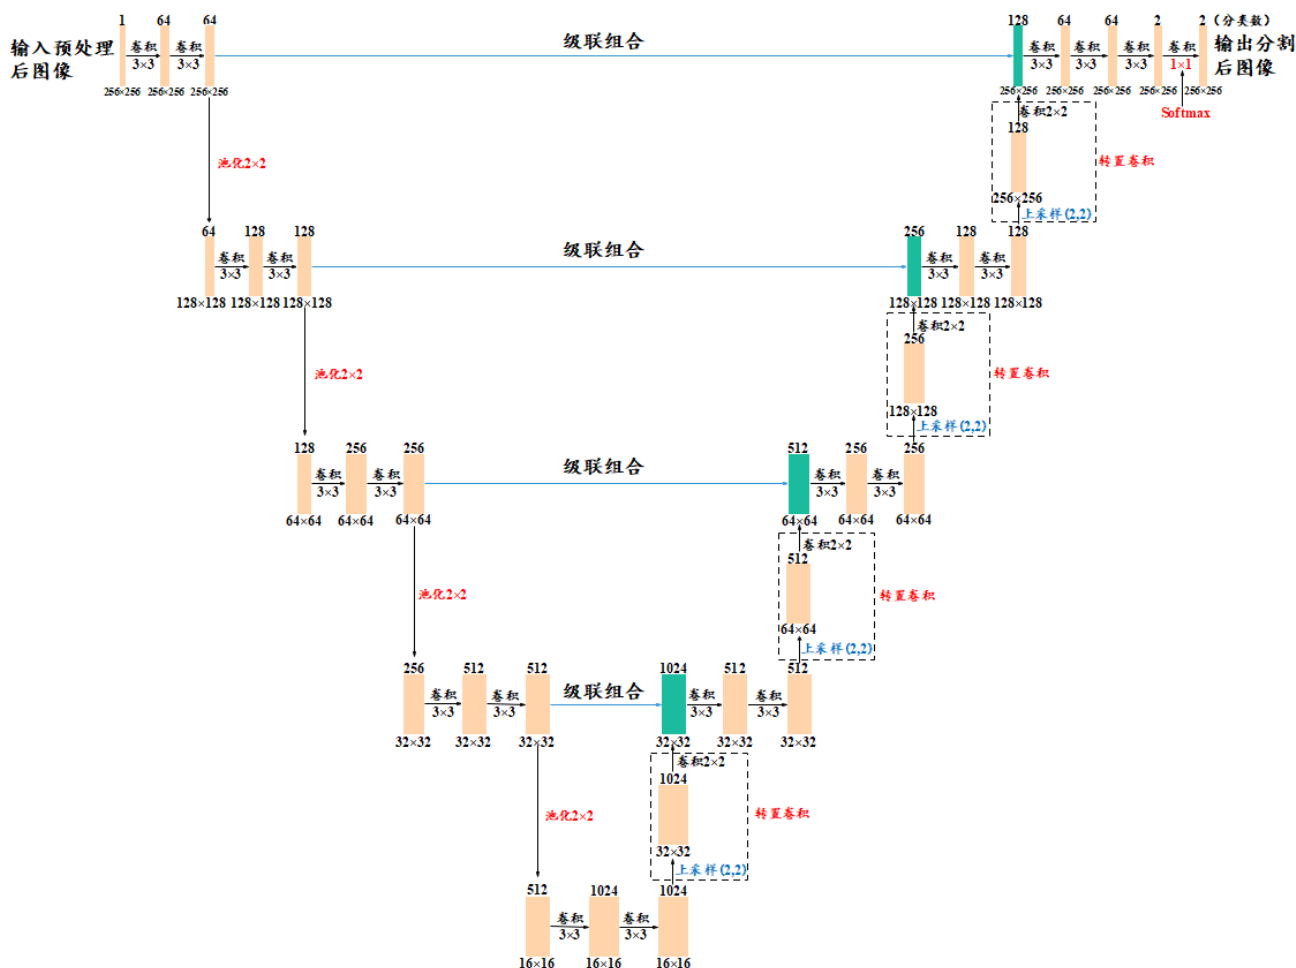 1 64 64 级联组合 128 64 64 2 2 (分类数)
输入预处理
后图像
卷积 卷积 卷积 卷积 卷积 卷积
3×3 3×3 3×3 3×3 3×3 1×1
输出分割
后图像
256×256 256×256 256×256 256×256 256×256 256×256 256×256 256×256
卷积2×2 Softmax
128
池化2×2 转置卷积
256×256
上采样(2,2)
64 128 128 级联组合 256 128 128
卷积 卷积 卷积 卷积
3×3 3×3 3×3 3×3
128×128 128×128 128×128 128×128 128×128 128×128
卷积2×2
256
池化2×2 转置卷积
128×128
上采样(2,2)
128 256 256 级联组合 512 256 256
卷积 卷积 卷积 卷积
3×3 3×3 3×3 3×3
64×64 64×64 64×64 64×64 64×64 64×64
卷积2×2
512
池化2×2 转置卷积
64×64
上采样(2,2)
256 512 512 级联组合 1024 512 512
卷积 卷积 卷积 卷积
3×3 3×3 3×3 3×3
32×32 32×32 32×32 32×32 32×32 32×32
卷积2×2
1024
池化2×2 转置卷积
32×32
上采样(2,2)
512 1024 1024
卷积 卷积
3×3 3×3
16×16 16×16 16×16